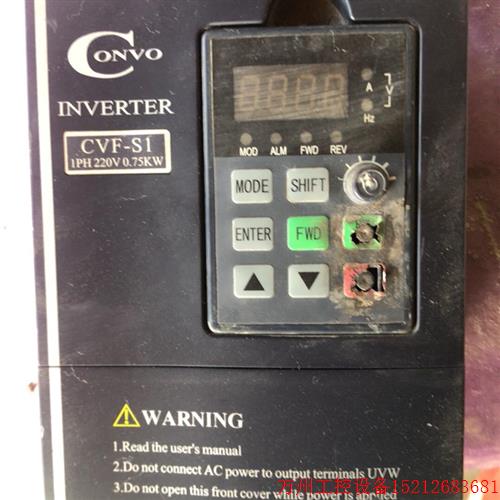 CONVO
INVERTER
CVF-S1
1PH 220V 0.75KW
A
V
Hz
MOD ALM FWD REV
MODE SHIFT
ENTER FWD
WARNING
1.Read the user's manual
2.Do not connect AC power to output terminals UVW
3.Do not open this front cover while power is applied
万州工控设备15212683681